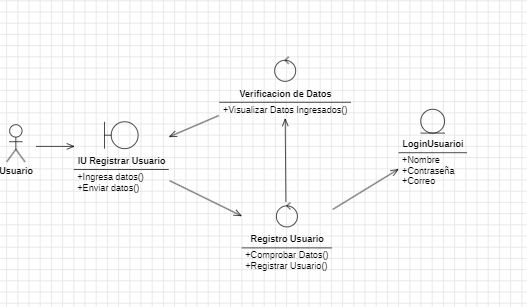 Usuario
IU Registrar Usuario
+Ingresa datos()
+Enviar datos()
Verificacion de Datos
+Visualizar Datos Ingresados()
Registro Usuario
+Comprobar Datos()
+Registrar Usuario()
LoginUsuarioi
+Nombre
+Contraseña
+Correo